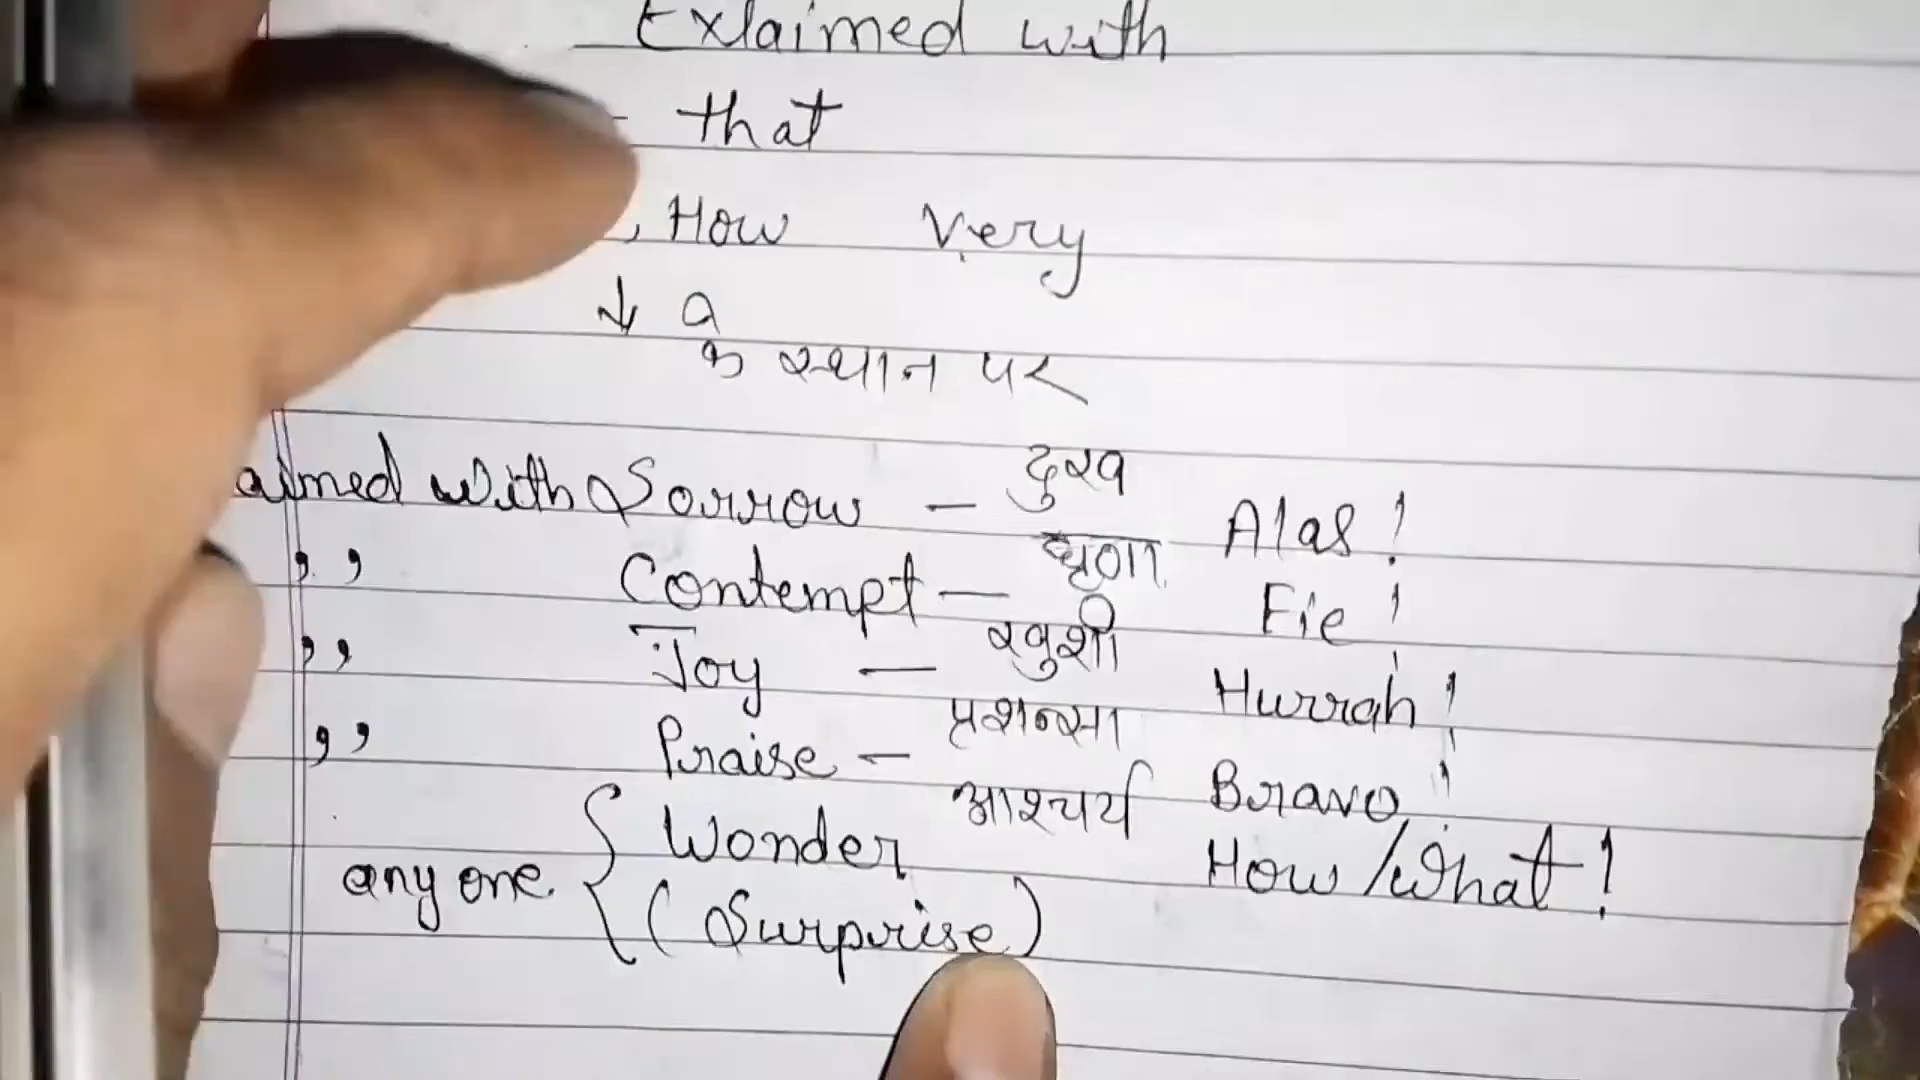 Exlaimed with
that
How very
↓ a
के स्थान पर
aimed with Sorrow - दुख Alas!
,, Contempt - घृणा Fie!
,, Joy - खुशी Hurrah!
,, Praise - प्रशन्सा Bravo!
any one { Wonder आश्चर्य How/What!
(Surprise)